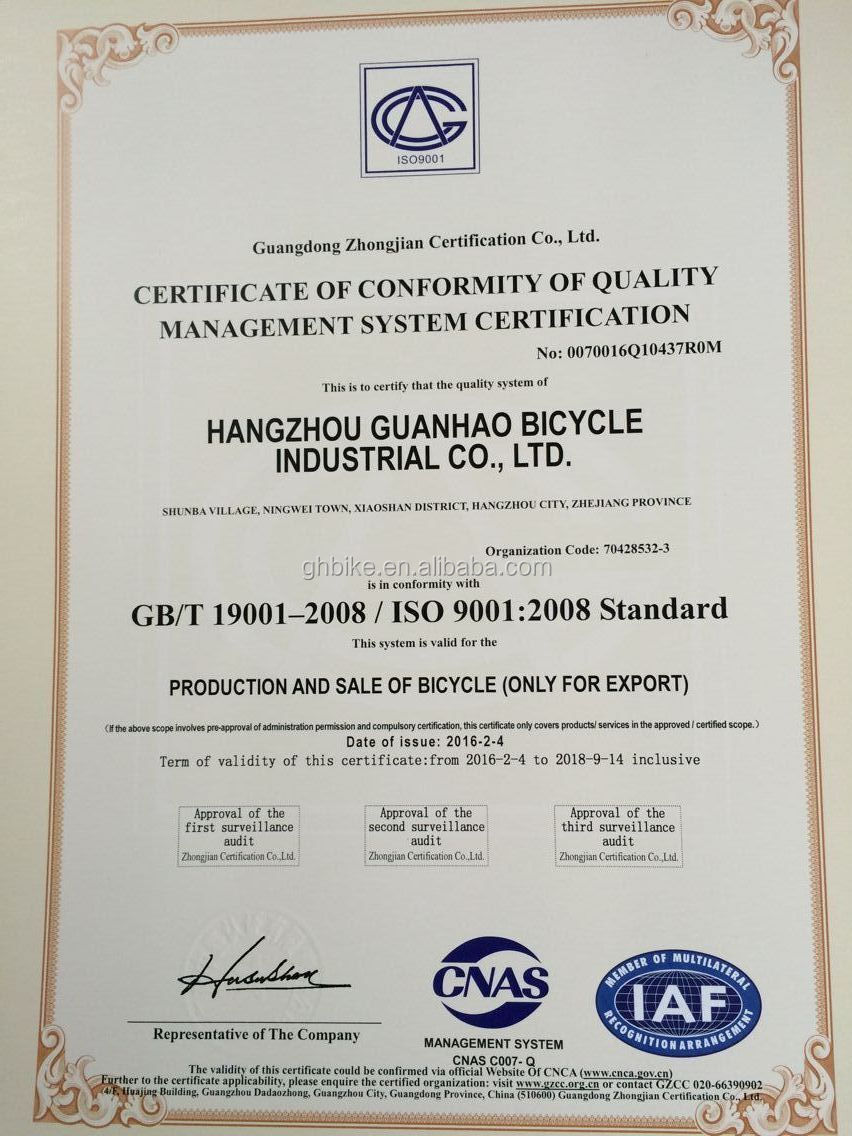 ISO9001
Guangdong Zhongjian Certification Co., Ltd.
CERTIFICATE OF CONFORMITY OF QUALITY
MANAGEMENT SYSTEM CERTIFICATION
No: 0070016Q10437R0M
This is to certify that the quality system of
HANGZHOU GUANHAO BICYCLE
INDUSTRIAL CO., LTD.
SHUNBA VILLAGE, NINGWEI TOWN, XIAOSHAN DISTRICT, HANGZHOU CITY, ZHEJIANG PROVINCE
Organization Code: 70428532-3
ghbike.en.alibaba.com
is in conformity with
GB/T 19001–2008 / ISO 9001:2008 Standard
This system is valid for the
PRODUCTION AND SALE OF BICYCLE (ONLY FOR EXPORT)
(If the above scope involves pre-approval of administration permission and compulsory certification, this certificate only covers products/ services in the approved / certified scope.)
Date of issue: 2016-2-4
Term of validity of this certificate:from 2016-2-4 to 2018-9-14 inclusive
Approval of the
first surveillance
audit
Zhongjian Certification Co.,Ltd.
Approval of the
second surveillance
audit
Zhongjian Certification Co.,Ltd.
Approval of the
third surveillance
audit
Zhongjian Certification Co.,Ltd.
Representative of The Company
CNAS
MANAGEMENT SYSTEM
CNAS C007- Q
MEMBER OF MULTILATERAL
IAF
RECOGNITION ARRANGEMENT
The validity of this certificate could be confirmed via official Website Of CNCA (www.cnca.gov.cn)
Further to the certificate applicability, please enquire the certified organization: visit www.gzcc.org.cn or contact GZCC 020-66390902
(4/F, Huajing Building, Guangzhou Dadaozhong, Guangzhou City, Guangdong Province, China (510600) Guangdong Zhongjian Certification Co., Ltd.